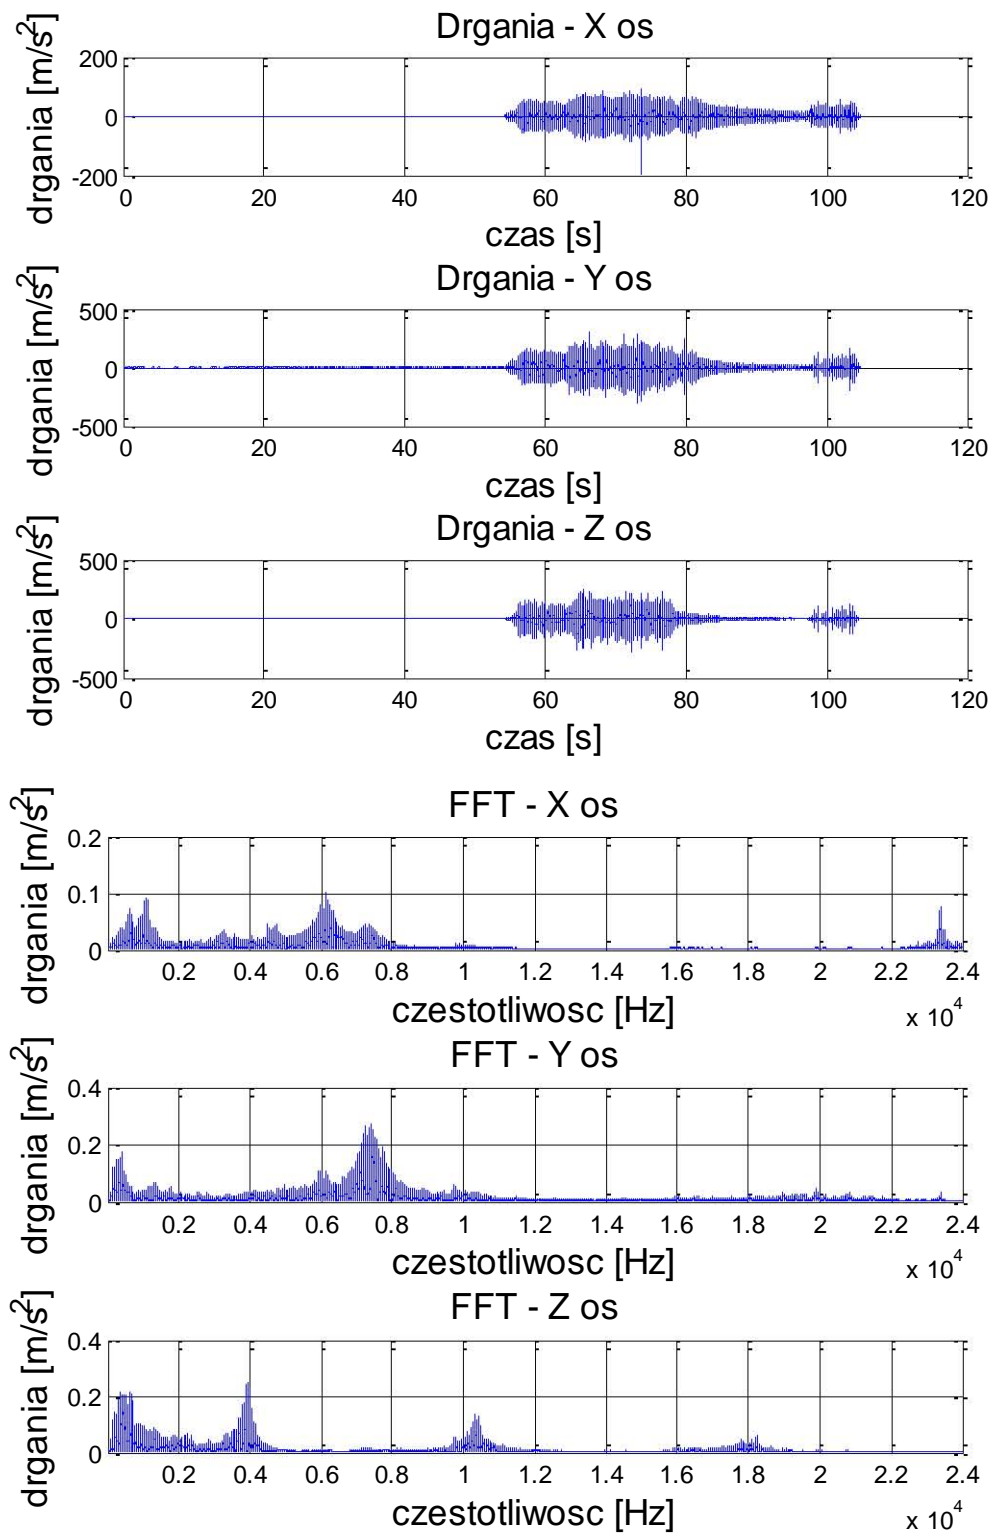 Drgania - X os
drgania [m/s²]
200
0
-200
0 20 40 60 80 100 120
czas [s]
Drgania - Y os
drgania [m/s²]
500
0
-500
0 20 40 60 80 100 120
czas [s]
Drgania - Z os
drgania [m/s²]
500
0
-500
0 20 40 60 80 100 120
czas [s]
FFT - X os
drgania [m/s²]
0.2
0.1
0
0.2 0.4 0.6 0.8 1 1.2 1.4 1.6 1.8 2 2.2 2.4
czestotliwosc [Hz]
x 10⁴
FFT - Y os
drgania [m/s²]
0.4
0.2
0
0.2 0.4 0.6 0.8 1 1.2 1.4 1.6 1.8 2 2.2 2.4
czestotliwosc [Hz]
x 10⁴
FFT - Z os
drgania [m/s²]
0.4
0.2
0
0.2 0.4 0.6 0.8 1 1.2 1.4 1.6 1.8 2 2.2 2.4
czestotliwosc [Hz]
x 10⁴